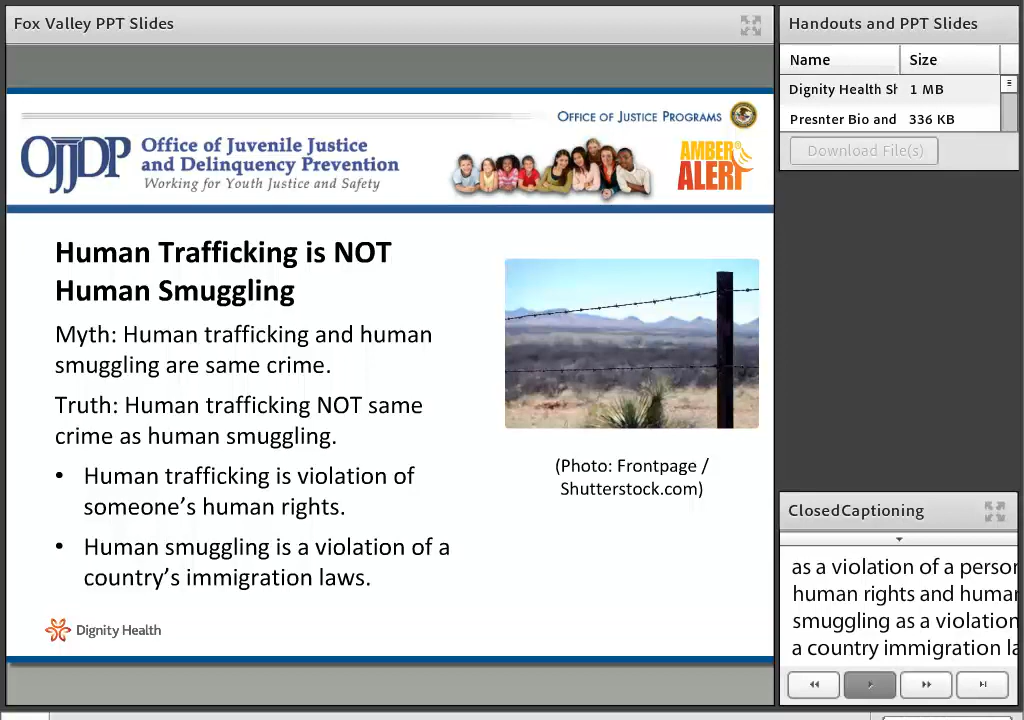 Fox Valley PPT Slides
OFFICE OF JUSTICE PROGRAMS
OJJDP
Office of Juvenile Justice
and Delinquency Prevention
Working for Youth Justice and Safety
AMBER
ALERT
Human Trafficking is NOT
Human Smuggling
Myth: Human trafficking and human
smuggling are same crime.
Truth: Human trafficking NOT same
crime as human smuggling.
• Human trafficking is violation of
someone’s human rights.
• Human smuggling is a violation of a
country’s immigration laws.
(Photo: Frontpage /
Shutterstock.com)
Dignity Health
Handouts and PPT Slides
Name Size
Dignity Health Sh 1 MB
Presnter Bio and 336 KB
Download File(s)
ClosedCaptioning
as a violation of a person
human rights and human
smuggling as a violation
a country immigration la